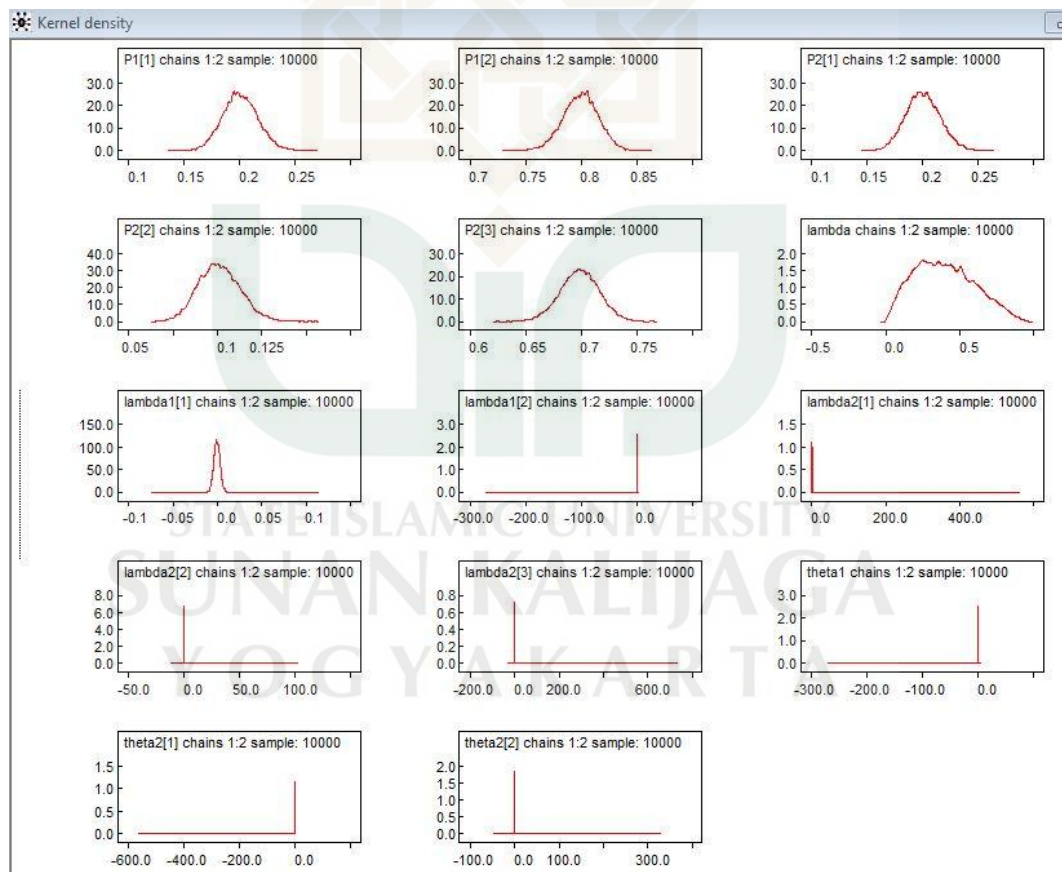 Kernel density
P1[1] chains 1:2 sample: 10000
30.0
20.0
10.0
0.0
0.1 0.15 0.2 0.25
P1[2] chains 1:2 sample: 10000
30.0
20.0
10.0
0.0
0.7 0.75 0.8 0.85
P2[1] chains 1:2 sample: 10000
30.0
20.0
10.0
0.0
0.1 0.15 0.2 0.25
P2[2] chains 1:2 sample: 10000
40.0
30.0
20.0
10.0
0.0
0.05 0.1 0.125
P2[3] chains 1:2 sample: 10000
30.0
20.0
10.0
0.0
0.6 0.65 0.7 0.75
lambda chains 1:2 sample: 10000
2.0
1.5
1.0
0.5
0.0
-0.5 0.0 0.5
lambda1[1] chains 1:2 sample: 10000
150.0
100.0
50.0
0.0
-0.1 -0.05 0.0 0.05 0.1
lambda1[2] chains 1:2 sample: 10000
3.0
2.0
1.0
0.0
-300.0 -200.0 -100.0 0.0
lambda2[1] chains 1:2 sample: 10000
1.5
1.0
0.5
0.0
0.0 200.0 400.0
STATE ISLAMIC UNIVERSITY
SUNAN KALIJAGA
YOGYAKARTA
lambda2[2] chains 1:2 sample: 10000
8.0
6.0
4.0
2.0
0.0
-50.0 0.0 50.0 100.0
lambda2[3] chains 1:2 sample: 10000
0.8
0.6
0.4
0.2
0.0
-200.0 0.0 200.0 600.0
theta1 chains 1:2 sample: 10000
3.0
2.0
1.0
0.0
-300.0 -200.0 -100.0 0.0
theta2[1] chains 1:2 sample: 10000
1.5
1.0
0.5
0.0
-600.0 -400.0 -200.0 0.0
theta2[2] chains 1:2 sample: 10000
2.0
1.5
1.0
0.5
0.0
-100.0 0.0 100.0 300.0